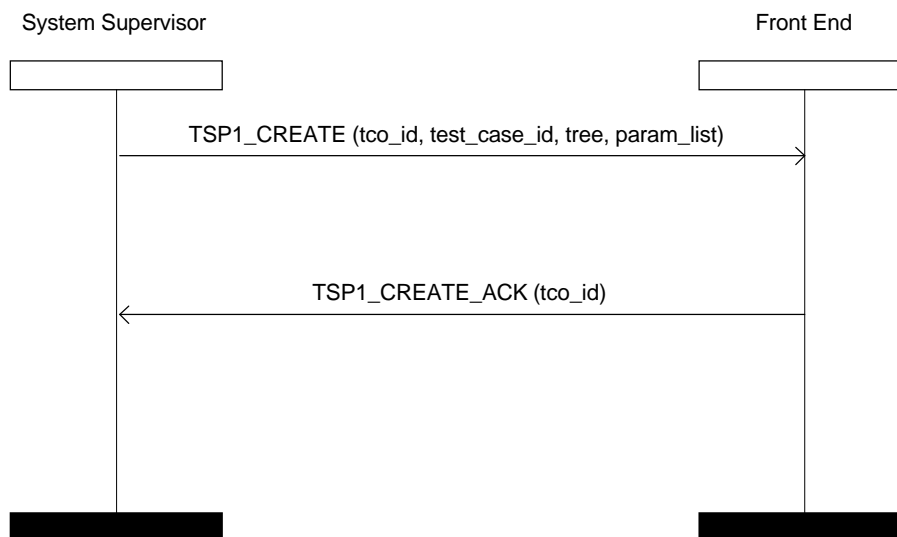 System Supervisor
Front End
TSP1_CREATE (tco_id, test_case_id, tree, param_list)
TSP1_CREATE_ACK (tco_id)